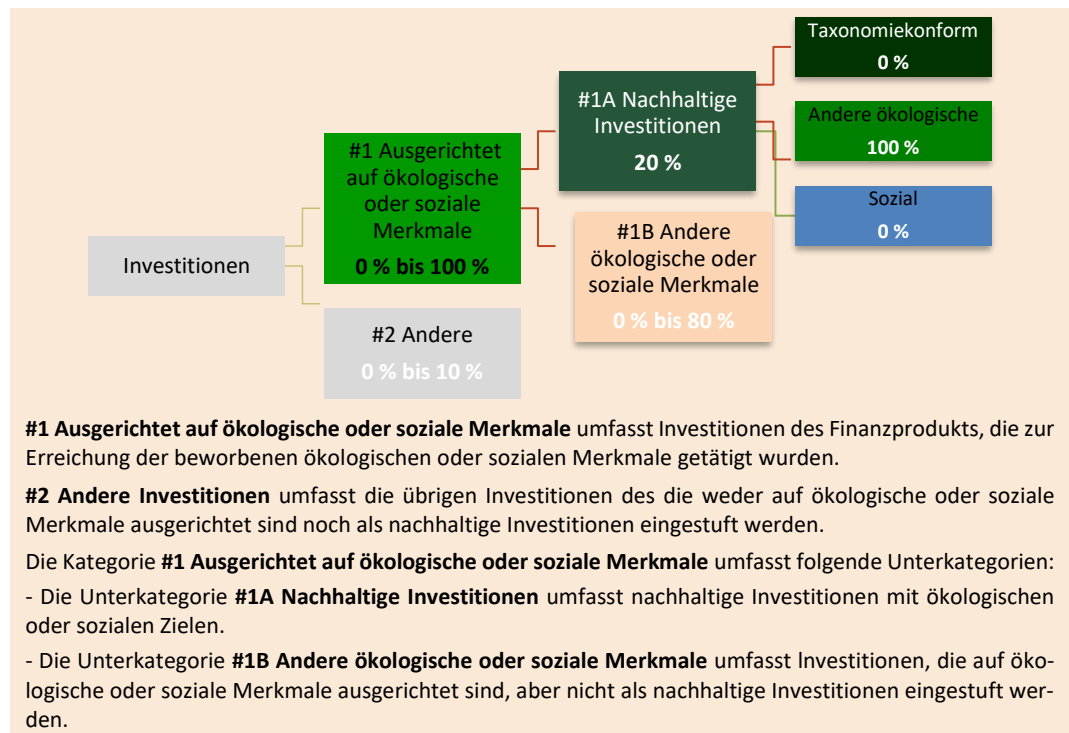 Taxonomiekonform
0 %
#1A Nachhaltige
Investitionen
20 %
Andere ökologische
100 %
Sozial
0 %
#1 Ausgerichtet
auf ökologische
oder soziale
Merkmale
0 % bis 100 %
#1B Andere
ökologische oder
soziale Merkmale
0 % bis 80 %
Investitionen
#2 Andere
0 % bis 10 %
#1 Ausgerichtet auf ökologische oder soziale Merkmale umfasst Investitionen des Finanzprodukts, die zur
Erreichung der beworbenen ökologischen oder sozialen Merkmale getätigt wurden.
#2 Andere Investitionen umfasst die übrigen Investitionen des die weder auf ökologische oder soziale
Merkmale ausgerichtet sind noch als nachhaltige Investitionen eingestuft werden.
Die Kategorie #1 Ausgerichtet auf ökologische oder soziale Merkmale umfasst folgende Unterkategorien:
- Die Unterkategorie #1A Nachhaltige Investitionen umfasst nachhaltige Investitionen mit ökologischen
oder sozialen Zielen.
- Die Unterkategorie #1B Andere ökologische oder soziale Merkmale umfasst Investitionen, die auf öko-
logische oder soziale Merkmale ausgerichtet sind, aber nicht als nachhaltige Investitionen eingestuft wer-
den.